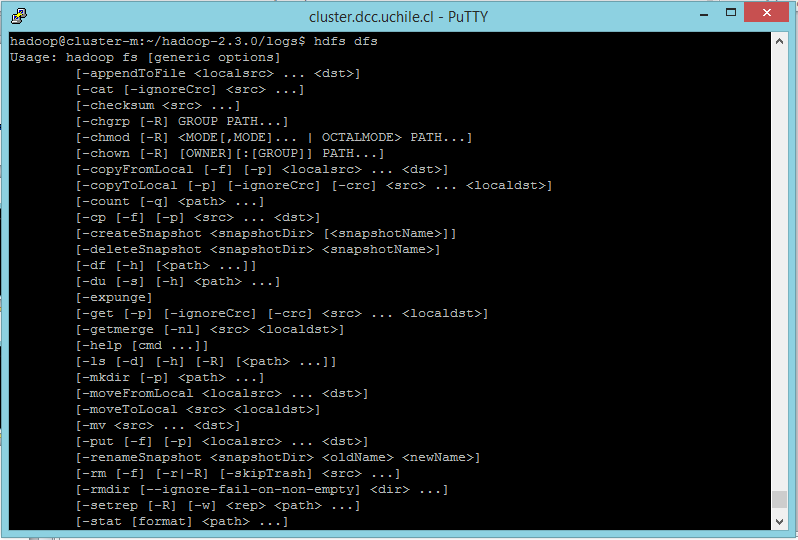 cluster.dcc.uchile.cl - PuTTY
hadoop@cluster-m:~/hadoop-2.3.0/logs$ hdfs dfs
Usage: hadoop fs [generic options]
[-appendToFile <localsrc> ... <dst>]
[-cat [-ignoreCrc] <src> ...]
[-checksum <src> ...]
[-chgrp [-R] GROUP PATH...]
[-chmod [-R] <MODE[,MODE]... | OCTALMODE> PATH...]
[-chown [-R] [OWNER][:[GROUP]] PATH...]
[-copyFromLocal [-f] [-p] <localsrc> ... <dst>]
[-copyToLocal [-p] [-ignoreCrc] [-crc] <src> ... <localdst>]
[-count [-q] <path> ...]
[-cp [-f] [-p] <src> ... <dst>]
[-createSnapshot <snapshotDir> [<snapshotName>]]
[-deleteSnapshot <snapshotDir> <snapshotName>]
[-df [-h] [<path> ...]]
[-du [-s] [-h] <path> ...]
[-expunge]
[-get [-p] [-ignoreCrc] [-crc] <src> ... <localdst>]
[-getmerge [-nl] <src> <localdst>]
[-help [cmd ...]]
[-ls [-d] [-h] [-R] [<path> ...]]
[-mkdir [-p] <path> ...]
[-moveFromLocal <localsrc> ... <dst>]
[-moveToLocal <src> <localdst>]
[-mv <src> ... <dst>]
[-put [-f] [-p] <localsrc> ... <dst>]
[-renameSnapshot <snapshotDir> <oldName> <newName>]
[-rm [-f] [-r|-R] [-skipTrash] <src> ...]
[-rmdir [--ignore-fail-on-non-empty] <dir> ...]
[-setrep [-R] [-w] <rep> <path> ...]
[-stat [format] <path> ...]